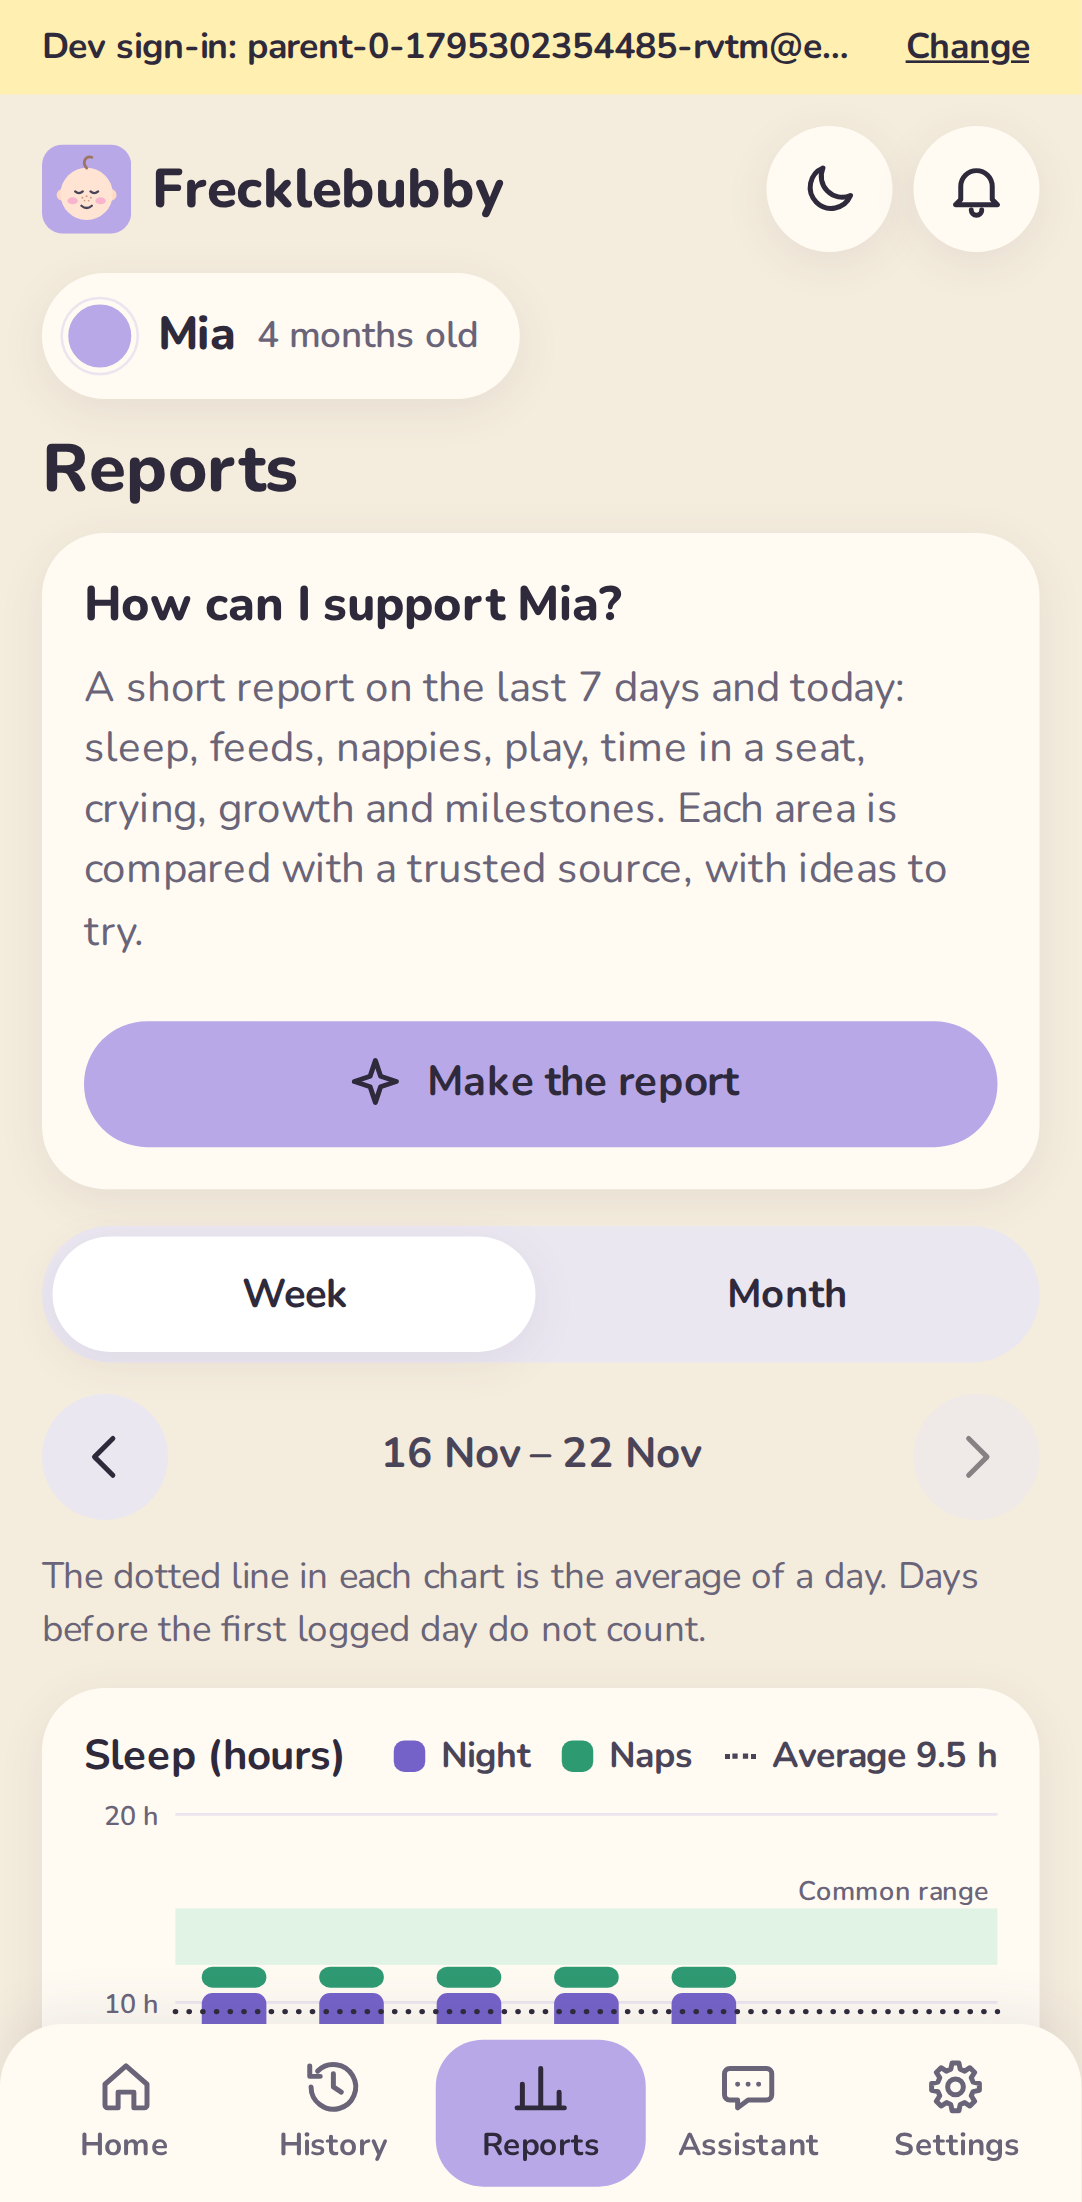 Dev sign-in: parent-0-1795302354485-rvtm@e... Change
Frecklebubby
Mia 4 months old
Reports
How can I support Mia?
A short report on the last 7 days and today:
sleep, feeds, nappies, play, time in a seat,
crying, growth and milestones. Each area is
compared with a trusted source, with ideas to
try.
Make the report
Week Month
16 Nov – 22 Nov
The dotted line in each chart is the average of a day. Days
before the first logged day do not count.
Sleep (hours) Night Naps Average 9.5 h
20 h
Common range
10 h
Home History Reports Assistant Settings